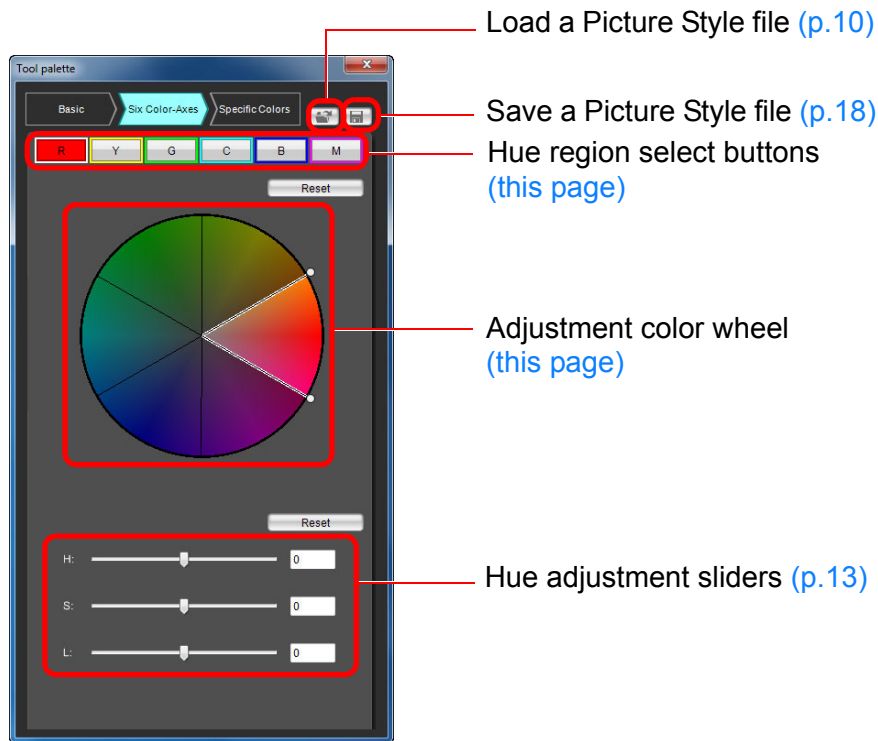 Load a Picture Style file (p.10)
Tool palette
Basic
Six Color-Axes
Specific Colors
Save a Picture Style file (p.18)
R
Y
G
C
B
M
Hue region select buttons
(this page)
Reset
Adjustment color wheel
(this page)
Reset
H:
0
Hue adjustment sliders (p.13)
S:
0
L:
0